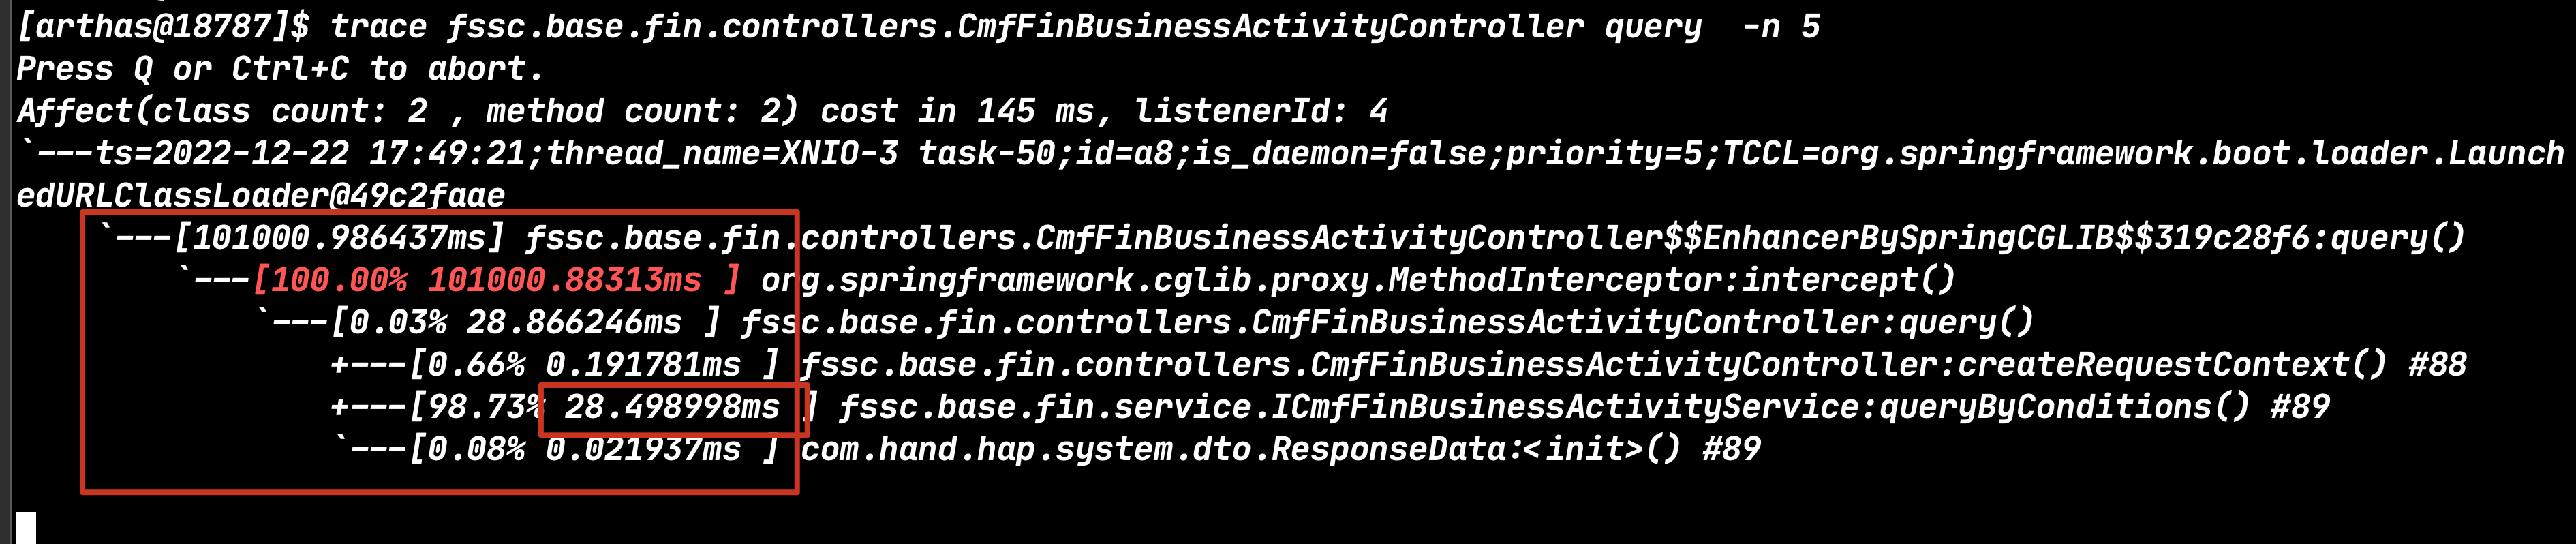 [arthas@18787]$ trace fssc.base.fin.controllers.CmfFinBusinessActivityController query  -n 5
Press Q or Ctrl+C to abort.
Affect(class count: 2 , method count: 2) cost in 145 ms, listenerId: 4
`---ts=2022-12-22 17:49:21;thread_name=XNIO-3 task-50;id=a8;is_daemon=false;priority=5;TCCL=org.springframework.boot.loader.Launch
edURLClassLoader@49c2faae
    `---[101000.986437ms] fssc.base.fin.controllers.CmfFinBusinessActivityController$$EnhancerBySpringCGLIB$$319c28f6:query()
        `---[100.00% 101000.88313ms ] org.springframework.cglib.proxy.MethodInterceptor:intercept()
            `---[0.03% 28.866246ms ] fssc.base.fin.controllers.CmfFinBusinessActivityController:query()
                +---[0.66% 0.191781ms ] fssc.base.fin.controllers.CmfFinBusinessActivityController:createRequestContext() #88
                +---[98.73% 28.498998ms ] fssc.base.fin.service.ICmfFinBusinessActivityService:queryByConditions() #89
                `---[0.08% 0.021937ms ] com.hand.hap.system.dto.ResponseData:<init>() #89